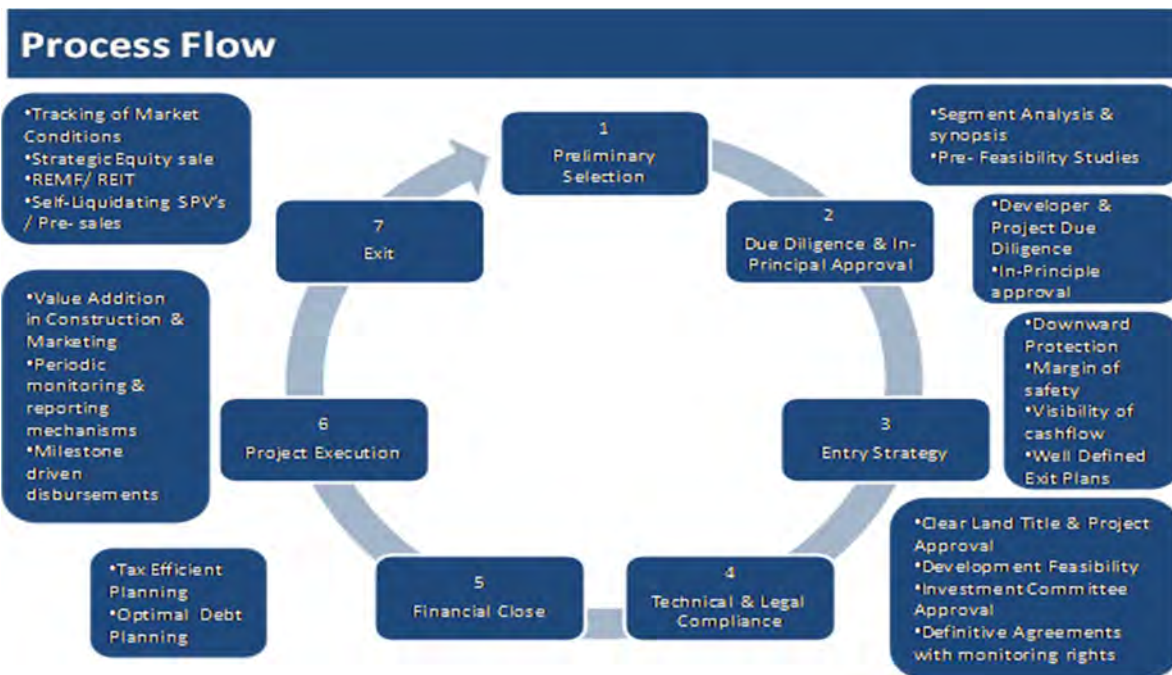 Process Flow
1
Preliminary
Selection
•Segment Analysis &
synopsis
•Pre- Feasibility Studies
2
Due Diligence & In-
Principal Approval
•Developer &
Project Due
Diligence
•In-Principle
approval
3
Entry Strategy
•Downward
Protection
•Margin of
safety
•Visibility of
cashflow
•Well Defined
Exit Plans
4
Technical & Legal
Compliance
•Clear Land Title & Project
Approval
•Development Feasibility
•Investment Committee
Approval
•Definitive Agreements
with monitoring rights
5
Financial Close
•Tax Efficient
Planning
•Optimal Debt
Planning
6
Project Execution
•Value Addition
in Construction &
Marketing
•Periodic
monitoring &
reporting
mechanisms
•Milestone
driven
disbursements
7
Exit
•Tracking of Market
Conditions
•Strategic Equity sale
•REMF/ REIT
•Self-Liquidating SPV's
/ Pre- sales